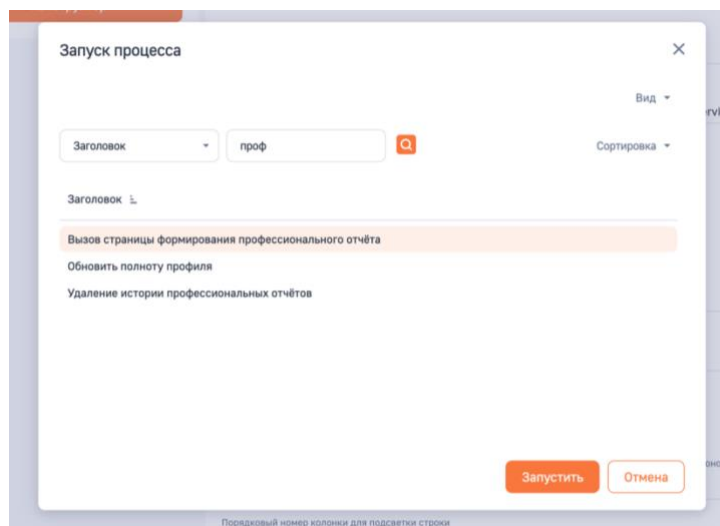 Запуск процесса
Вид
Заголовок
проф
Сортировка
Заголовок
Вызов страницы формирования профессионального отчёта
Обновить полноту профиля
Удаление истории профессиональных отчётов
Запустить
Отмена
Порядковый номер колонки для подсветки строки